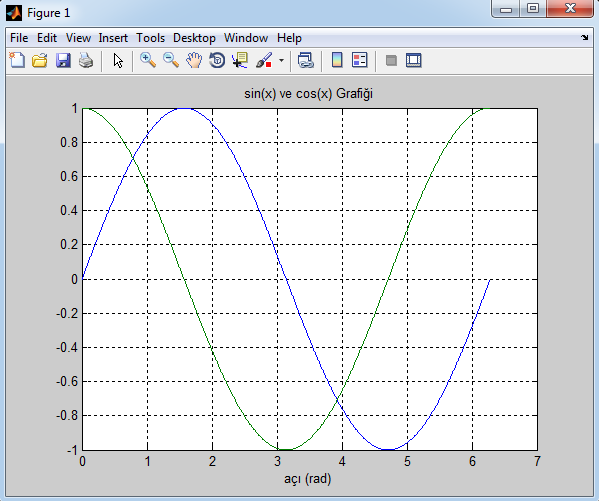 Figure 1
File Edit View Insert Tools Desktop Window Help
sin(x) ve cos(x) Grafiği
1
0.8
0.6
0.4
0.2
0
-0.2
-0.4
-0.6
-0.8
-1
0 1 2 3 4 5 6 7
açı (rad)